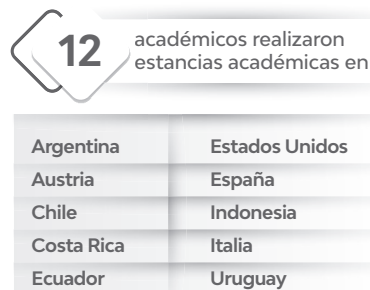 12
académicos realizaron
estancias académicas en
Argentina Estados Unidos
Austria España
Chile Indonesia
Costa Rica Italia
Ecuador Uruguay